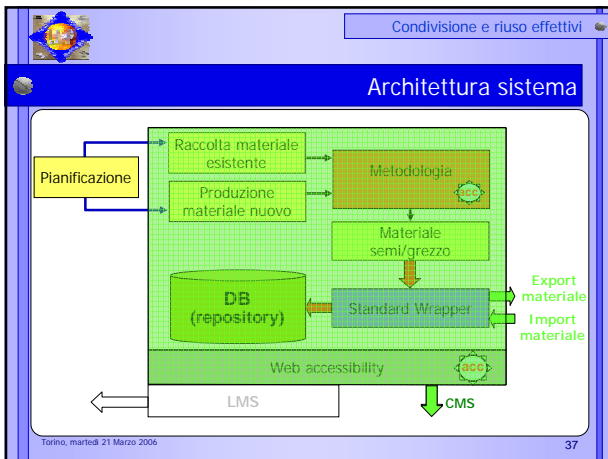 Condivisione e riuso effettivi
Architettura sistema
Raccolta materiale
esistente
Pianificazione
Metodologia
acc
Produzione
materiale nuovo
Materiale
semi/grezzo
Export
materiale
DB
(repository)
Standard Wrapper
Import
materiale
Web accessibility
acc
LMS
CMS
Torino, martedì 21 Marzo 2006
37